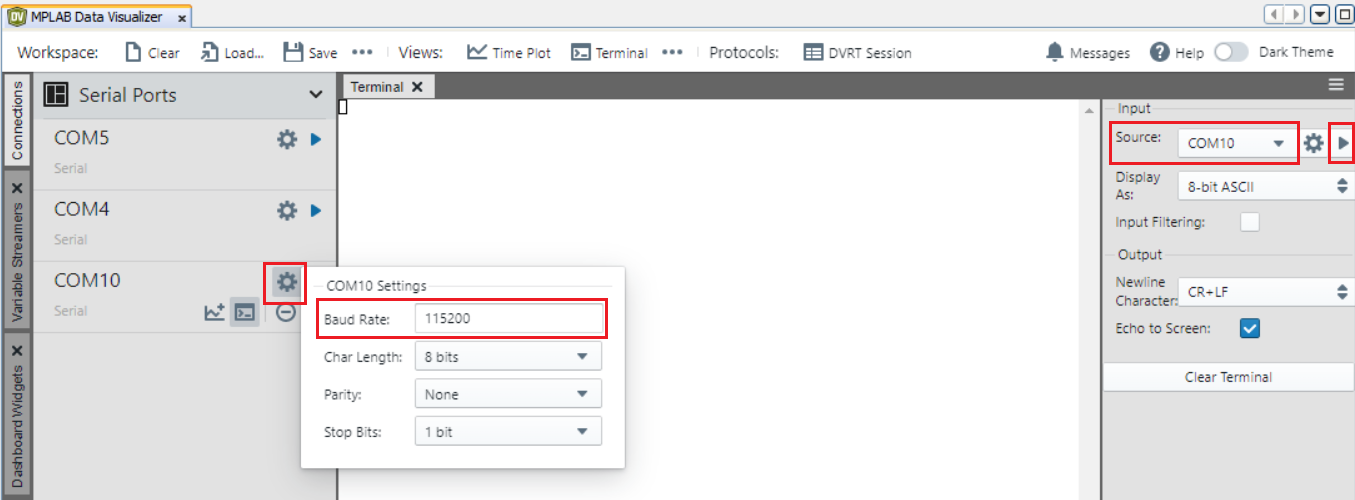 DV MPLAB Data Visualizer
Workspace: Clear Load... Save Views: Time Plot Terminal Protocols: DVRT Session Messages Help Dark Theme
Connections
Variable Streamers
Dashboard Widgets
Serial Ports
COM5
Serial
COM4
Serial
COM10
Serial
COM10 Settings
Baud Rate: 115200
Char Length: 8 bits
Parity: None
Stop Bits: 1 bit
Terminal
Input
Source: COM10
Display
As: 8-bit ASCII
Input Filtering:
Output
Newline
Character: CR+LF
Echo to Screen:
Clear Terminal